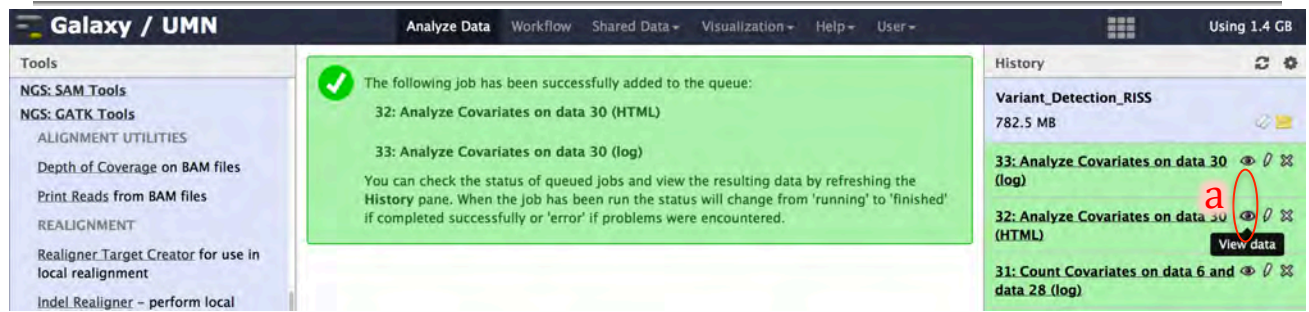 Galaxy / UMN
Analyze Data Workflow Shared Data Visualization Help User
Using 1.4 GB
Tools
NGS: SAM Tools
NGS: GATK Tools
ALIGNMENT UTILITIES
Depth of Coverage on BAM files
Print Reads from BAM files
REALIGNMENT
Realigner Target Creator for use in
local realignment
Indel Realigner – perform local
The following job has been successfully added to the queue:
32: Analyze Covariates on data 30 (HTML)
33: Analyze Covariates on data 30 (log)
You can check the status of queued jobs and view the resulting data by refreshing the
History pane. When the job has been run the status will change from 'running' to 'finished'
if completed successfully or 'error' if problems were encountered.
History
Variant_Detection_RISS
782.5 MB
33: Analyze Covariates on data 30
(log)
a
32: Analyze Covariates on data 30
(HTML)
View data
31: Count Covariates on data 6 and
data 28 (log)